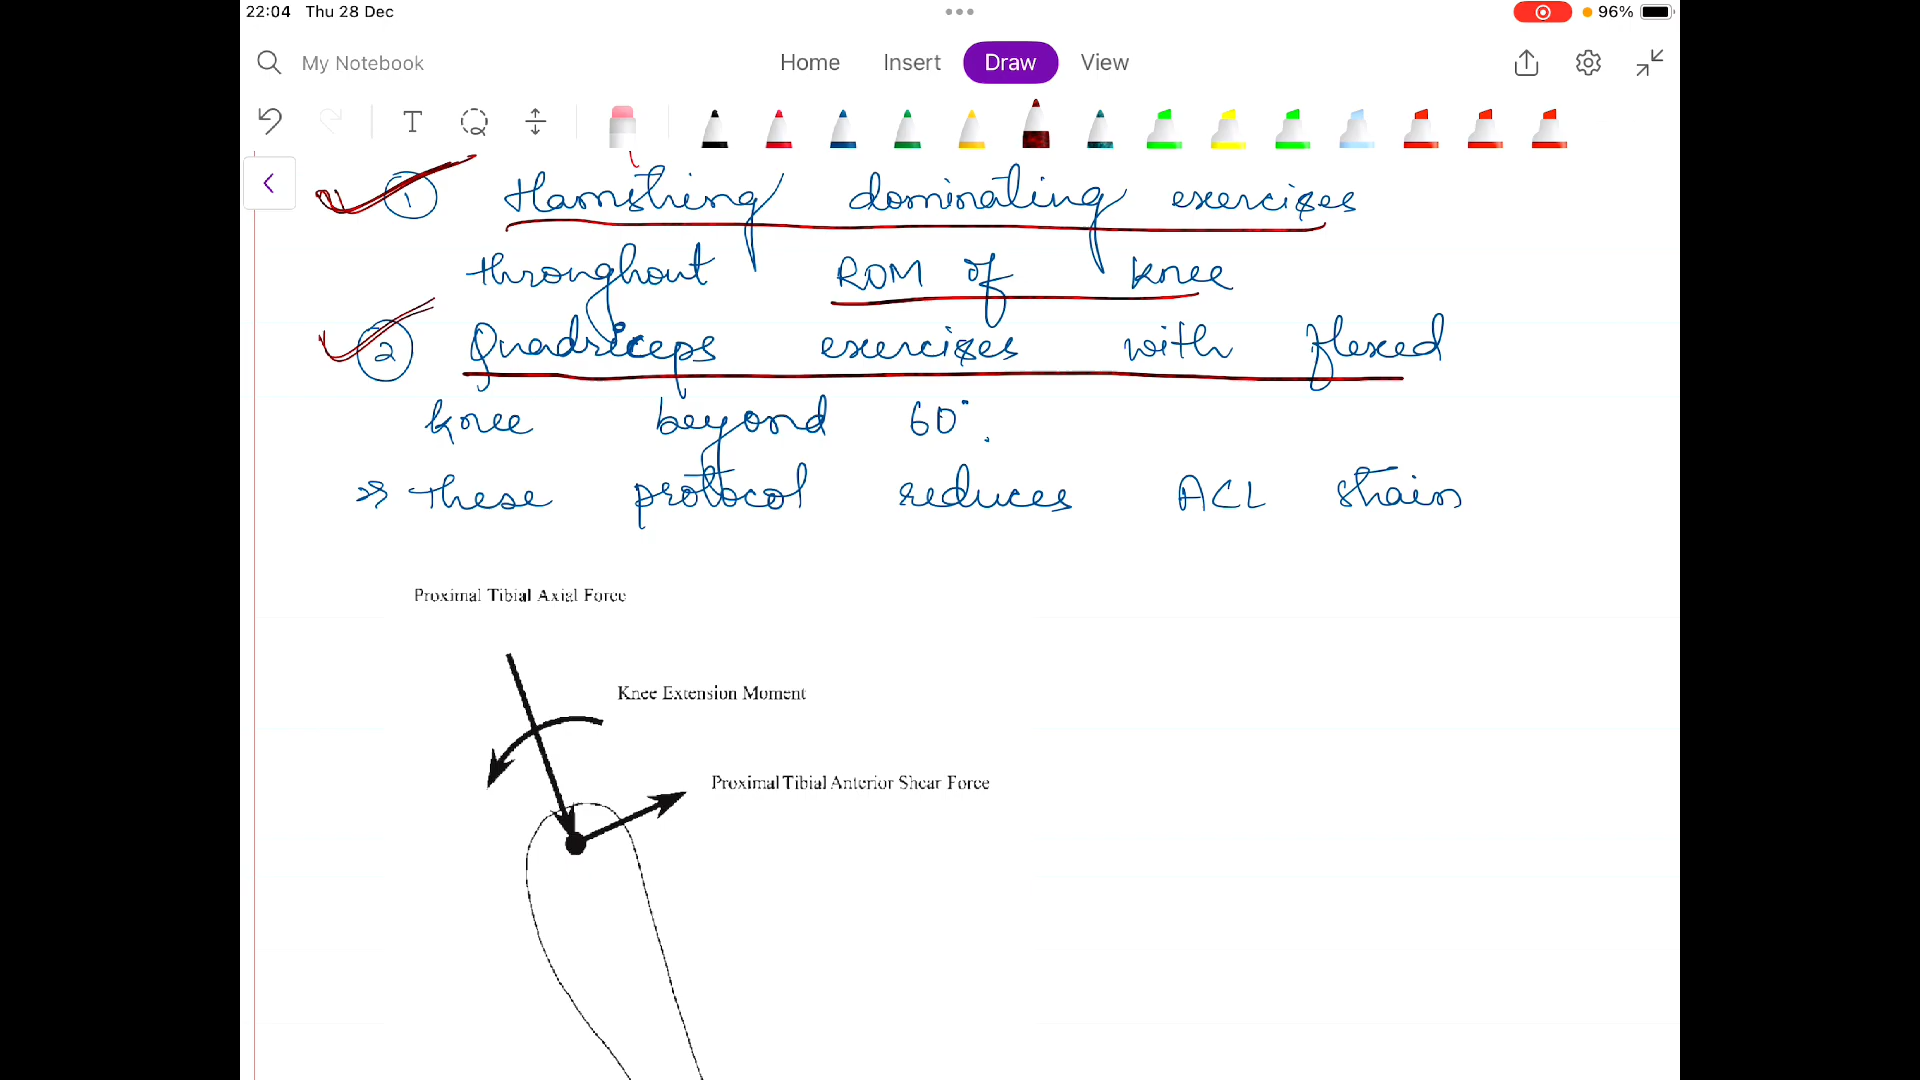 22:04 Thu 28 Dec
96%
My Notebook
Home Insert Draw View
T
1 Hamstring dominating exercises
throughout ROM of knee
2 Quadriceps exercises with flexed
knee beyond 60°.
⇒ these protocol reduces ACL strain
Proximal Tibial Axial Force
Knee Extension Moment
Proximal Tibial Anterior Shear Force